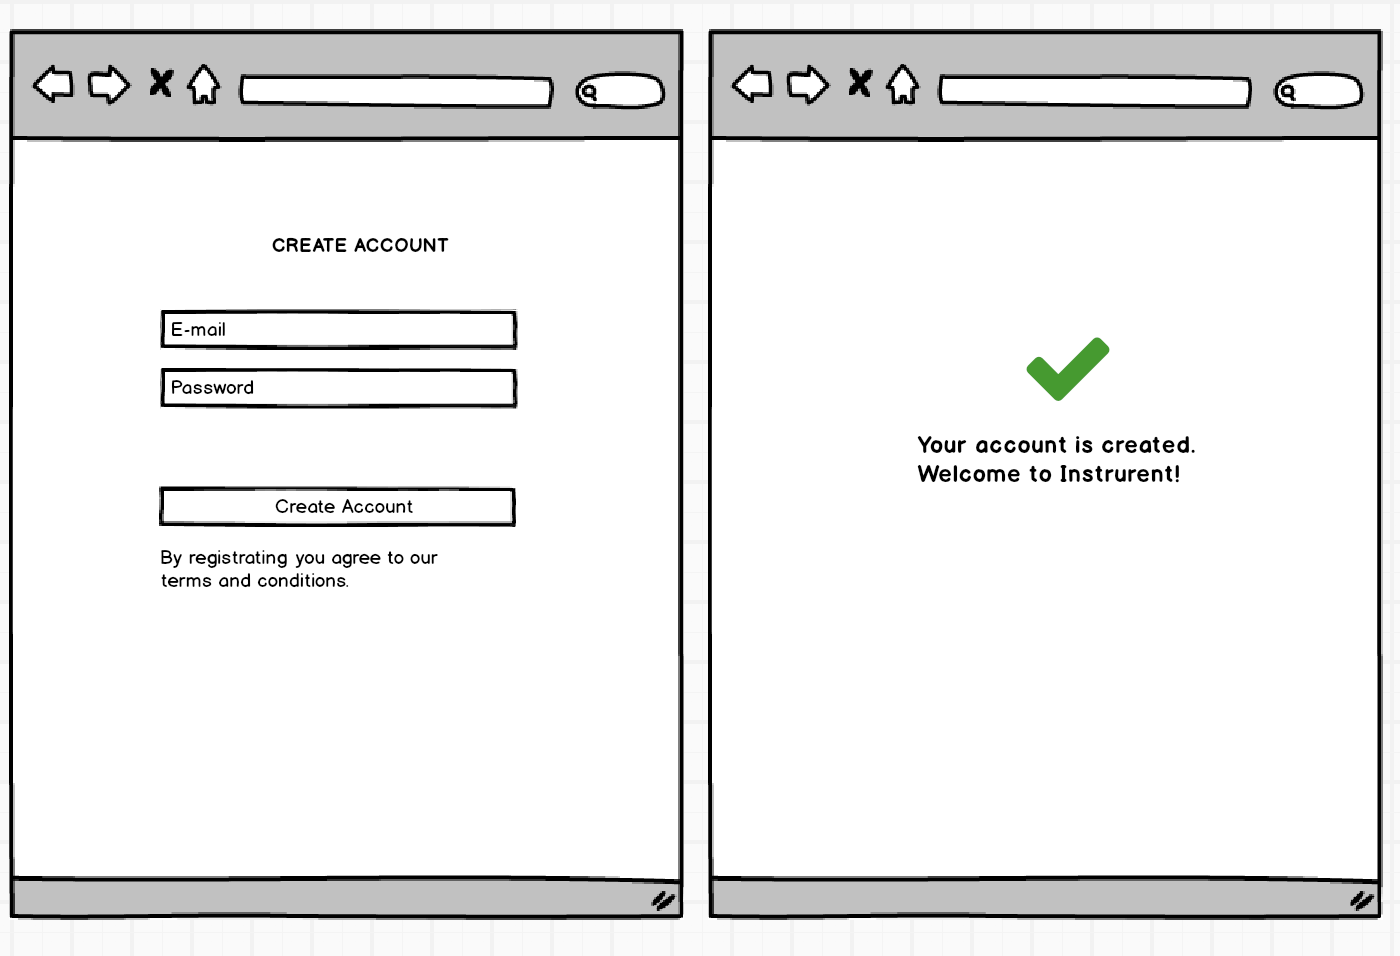 CREATE ACCOUNT
E-mail
Password
Create Account
By registrating you agree to our
terms and conditions.
Your account is created.
Welcome to Instrurent!